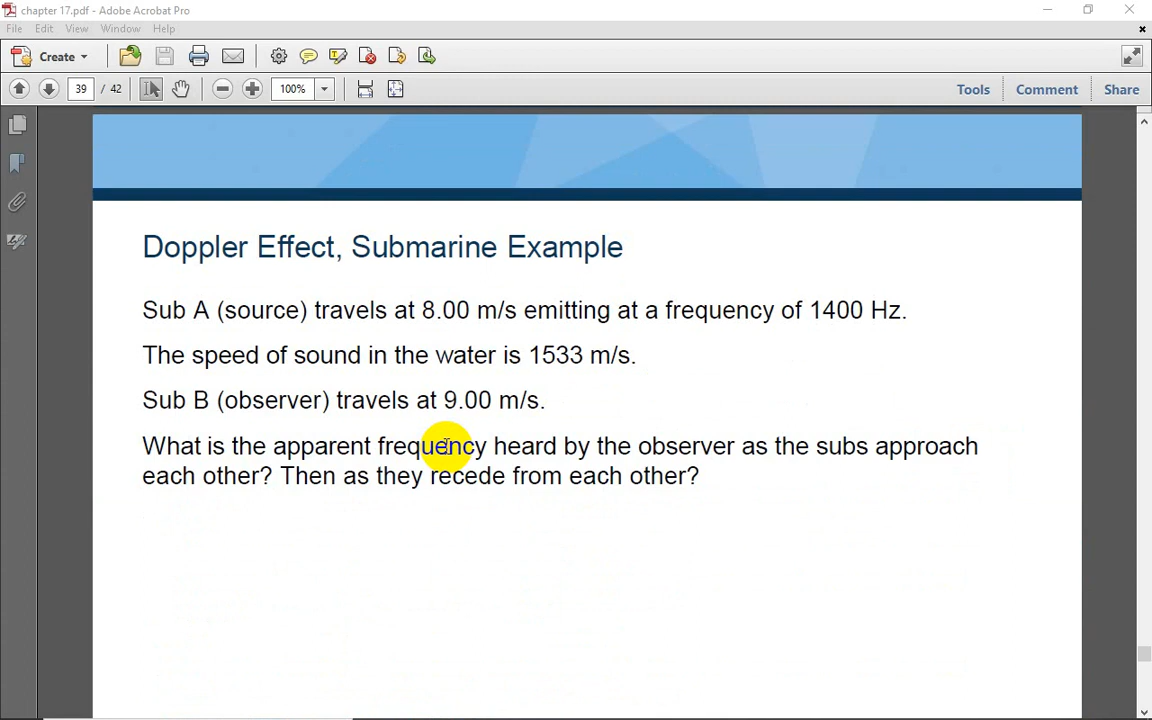 chapter 17.pdf - Adobe Acrobat Pro
File Edit View Window Help
Create
39 / 42 100% Tools Comment Share
Doppler Effect, Submarine Example
Sub A (source) travels at 8.00 m/s emitting at a frequency of 1400 Hz.
The speed of sound in the water is 1533 m/s.
Sub B (observer) travels at 9.00 m/s.
What is the apparent frequency heard by the observer as the subs approach
each other? Then as they recede from each other?